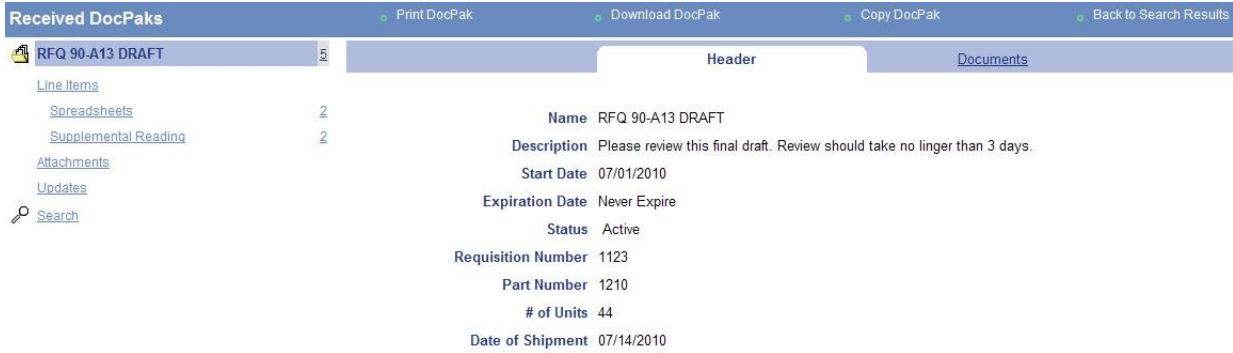 Received DocPaks
Print DocPak
Download DocPak
Copy DocPak
Back to Search Results
RFQ 90-A13 DRAFT 5
Line Items
Spreadsheets 2
Supplemental Reading 2
Attachments
Updates
Search
Header
Documents
Name RFQ 90-A13 DRAFT
Description Please review this final draft. Review should take no linger than 3 days.
Start Date 07/01/2010
Expiration Date Never Expire
Status Active
Requisition Number 1123
Part Number 1210
# of Units 44
Date of Shipment 07/14/2010